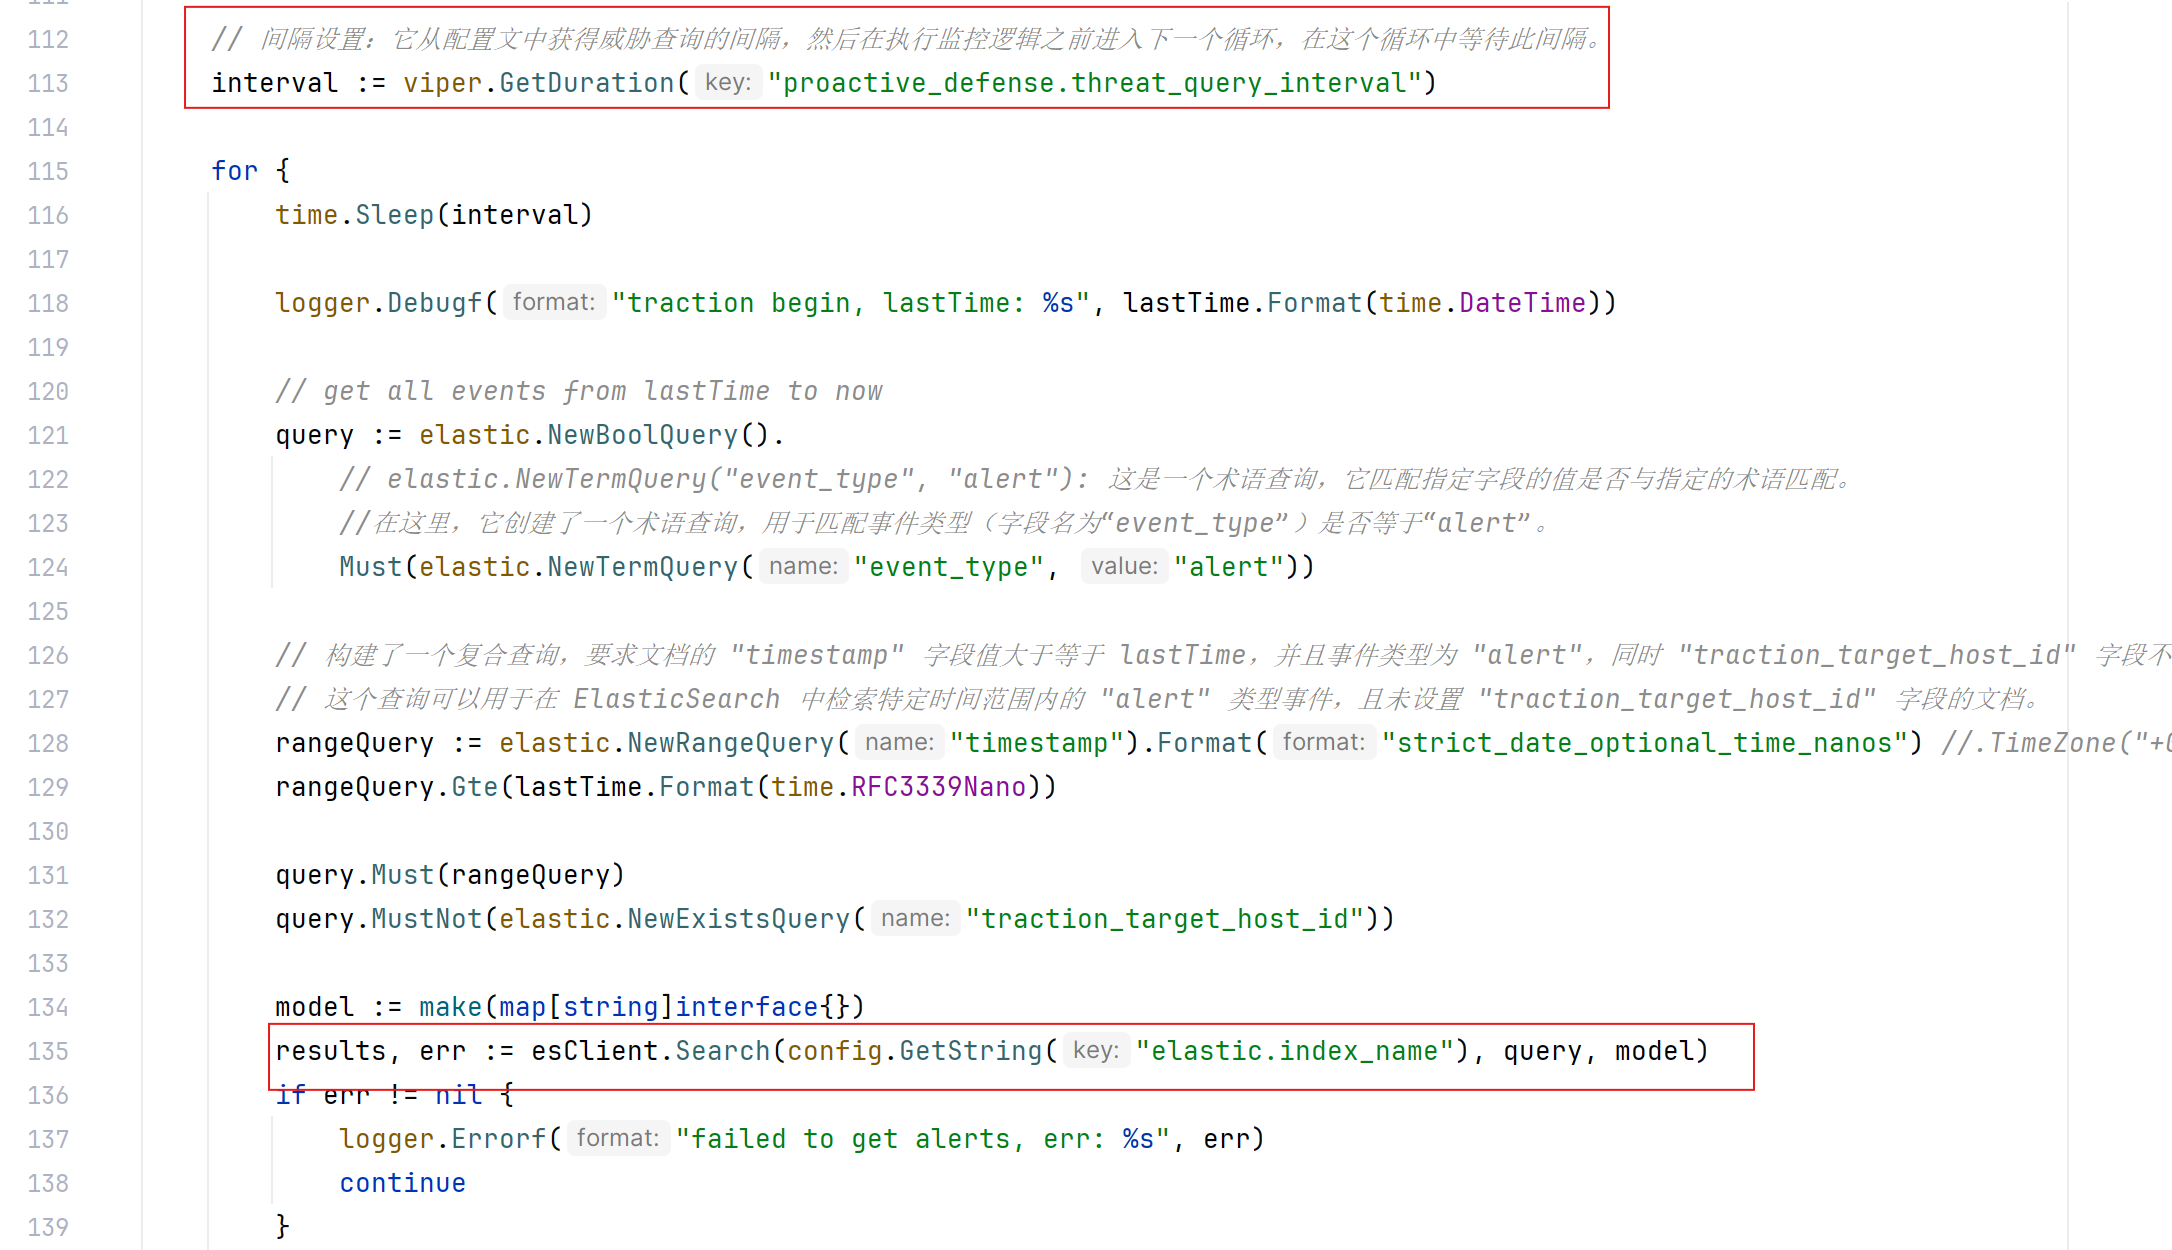 112 // 间隔设置：它从配置文中获得威胁查询的间隔，然后在执行监控逻辑之前进入下一个循环，在这个循环中等待此间隔。
113 interval := viper.GetDuration( key: "proactive_defense.threat_query_interval")
114
115 for {
116 time.Sleep(interval)
117
118 logger.Debugf( format: "traction begin, lastTime: %s", lastTime.Format(time.DateTime))
119
120 // get all events from lastTime to now
121 query := elastic.NewBoolQuery().
122 // elastic.NewTermQuery("event_type", "alert"): 这是一个术语查询，它匹配指定字段的值是否与指定的术语匹配。
123 //在这里，它创建了一个术语查询，用于匹配事件类型（字段名为“event_type”）是否等于“alert”。
124 Must(elastic.NewTermQuery( name: "event_type", value: "alert"))
125
126 // 构建了一个复合查询，要求文档的 "timestamp" 字段值大于等于 lastTime，并且事件类型为 "alert"，同时 "traction_target_host_id" 字段不
127 // 这个查询可以用于在 ElasticSearch 中检索特定时间范围内的 "alert" 类型事件，且未设置 "traction_target_host_id" 字段的文档。
128 rangeQuery := elastic.NewRangeQuery( name: "timestamp").Format( format: "strict_date_optional_time_nanos") //.TimeZone("+0
129 rangeQuery.Gte(lastTime.Format(time.RFC3339Nano))
130
131 query.Must(rangeQuery)
132 query.MustNot(elastic.NewExistsQuery( name: "traction_target_host_id"))
133
134 model := make(map[string]interface{})
135 results, err := esClient.Search(config.GetString( key: "elastic.index_name"), query, model)
136 if err != nil {
137 logger.Errorf( format: "failed to get alerts, err: %s", err)
138 continue
139 }